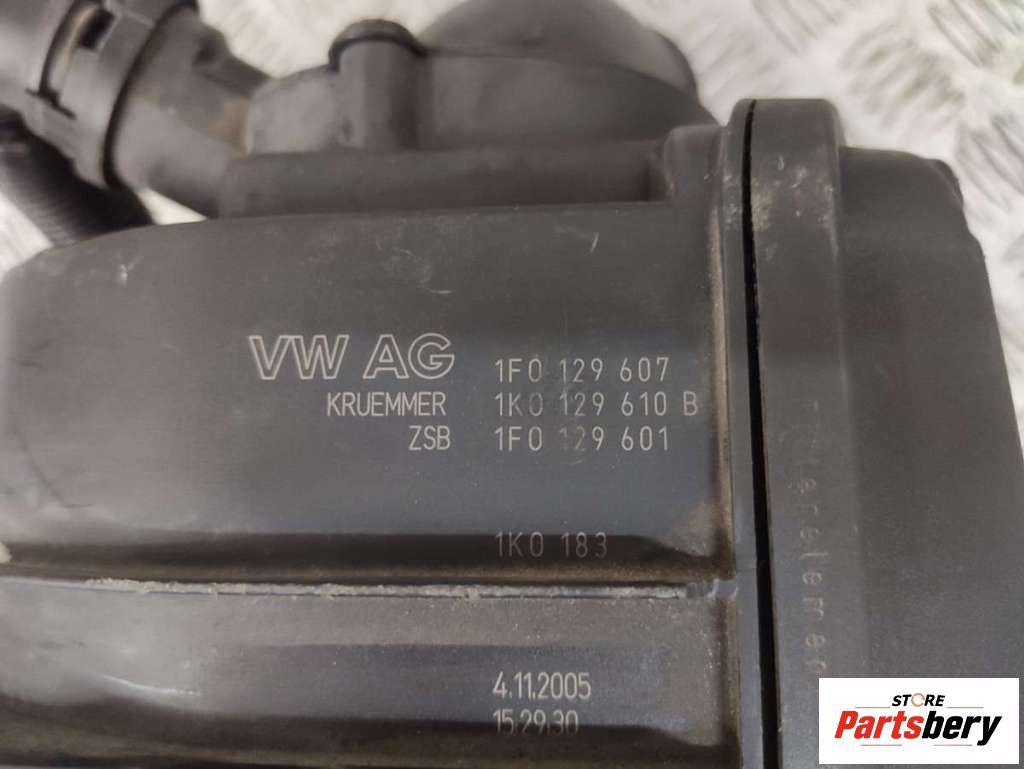 VW AG 1F0 129 607
KRUEMMER 1K0 129 610 B
ZSB 1F0 129 601
1K0 183
4.11.2005
15.29.30
STORE
Partsbery